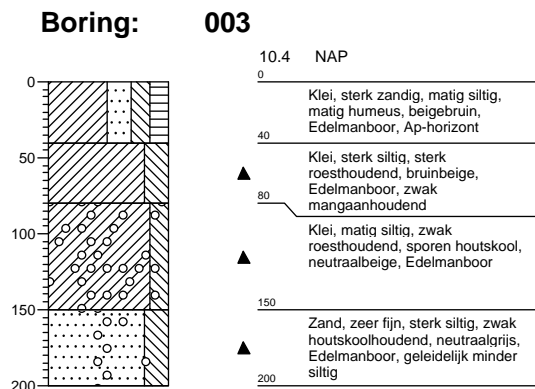 Boring: 003
10.4 NAP
0
0
Klei, sterk zandig, matig siltig,
matig humeus, beigebruin,
Edelmanboor, Ap-horizont
40
50
Klei, sterk siltig, sterk
roesthoudend, bruinbeige,
Edelmanboor, zwak
mangaanhoudend
80
100
Klei, matig siltig, zwak
roesthoudend, sporen houtskool,
neutraalbeige, Edelmanboor
150
150
Zand, zeer fijn, sterk siltig, zwak
houtskoolhoudend, neutraalgrijs,
Edelmanboor, geleidelijk minder
siltig
200
200